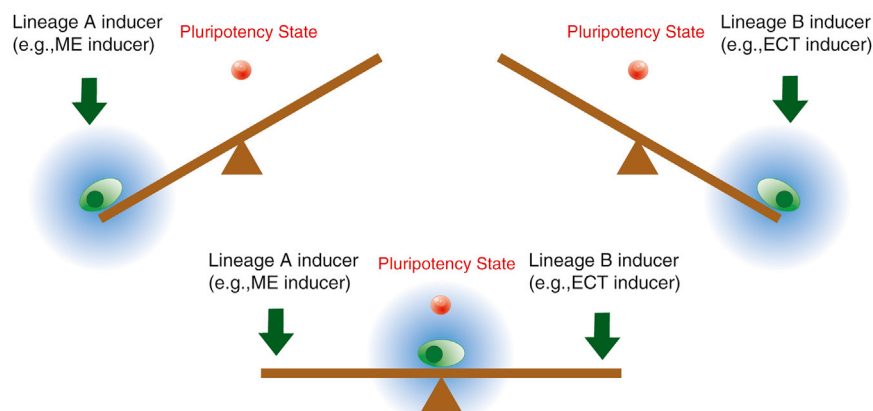 Lineage A inducer
(e.g.,ME inducer)
Pluripotency State
Pluripotency State
Lineage B inducer
(e.g.,ECT inducer)
Lineage A inducer
(e.g.,ME inducer)
Pluripotency State
Lineage B inducer
(e.g.,ECT inducer)